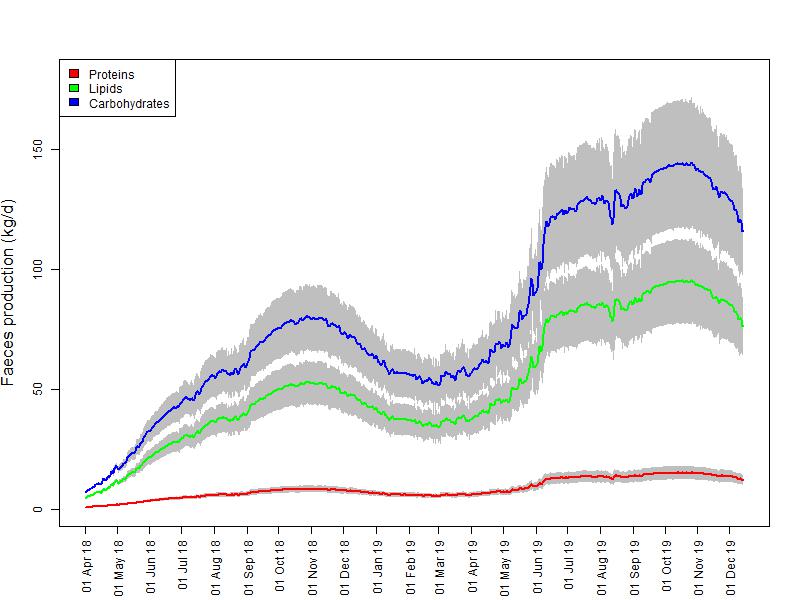 Proteins
Lipids
Carbohydrates
Faeces production (kg/d)
150
100
50
0
01 Apr 18
01 May 18
01 Jun 18
01 Jul 18
01 Aug 18
01 Sep 18
01 Oct 18
01 Nov 18
01 Dec 18
01 Jan 19
01 Feb 19
01 Mar 19
01 Apr 19
01 May 19
01 Jun 19
01 Jul 19
01 Aug 19
01 Sep 19
01 Oct 19
01 Nov 19
01 Dec 19